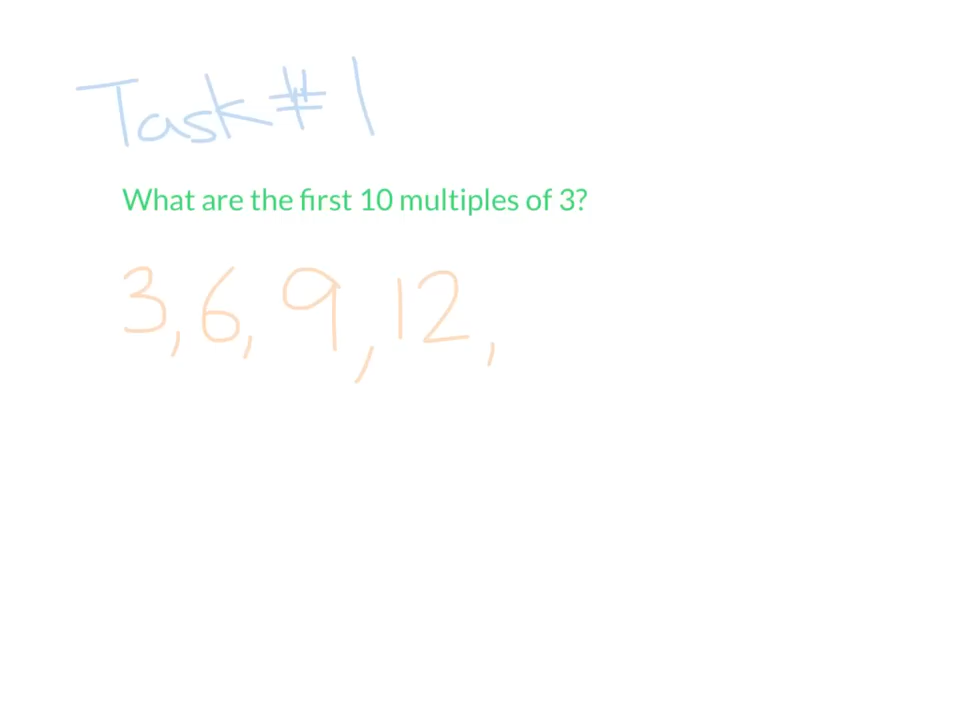 Task #1
What are the first 10 multiples of 3?
3, 6, 9, 12,